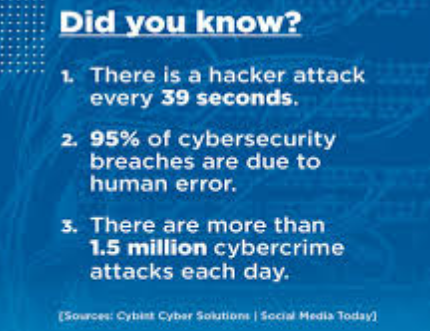 Did you know?
1. There is a hacker attack
every 39 seconds.
2. 95% of cybersecurity
breaches are due to
human error.
3. There are more than
1.5 million cybercrime
attacks each day.
[Sources: Cybint Cyber Solutions | Social Media Today]